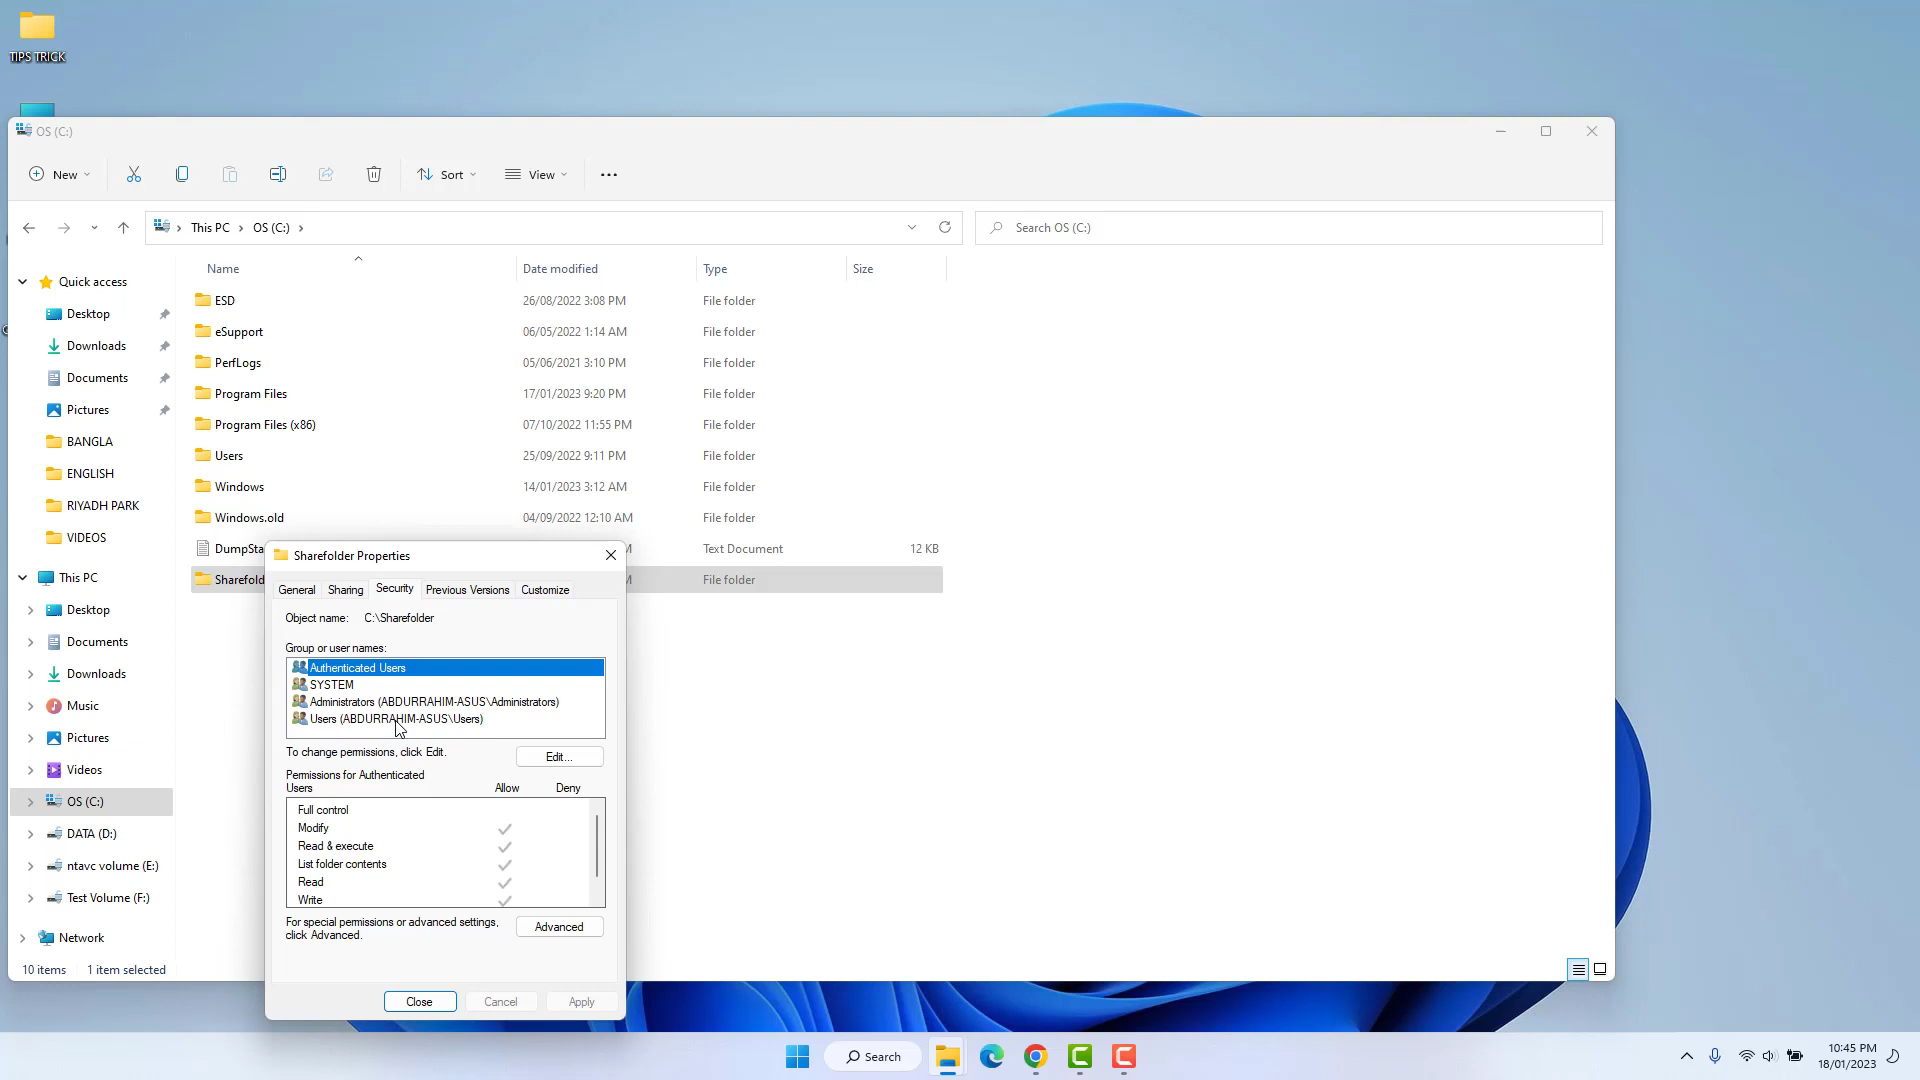 TIPS TRICK
OS (C:)
New
Sort
View
This PC
OS (C:)
Search OS (C:)
Name
Date modified
Type
Size
Quick access
Desktop
Downloads
Documents
Pictures
BANGLA
ENGLISH
RIYADH PARK
VIDEOS
This PC
Desktop
Documents
Downloads
Music
Pictures
Videos
OS (C:)
DATA (D:)
ntavc volume (E:)
Test Volume (F:)
Network
ESD 26/08/2022 3:08 PM File folder
eSupport 06/05/2022 1:14 AM File folder
PerfLogs 05/06/2021 3:10 PM File folder
Program Files 17/01/2023 9:20 PM File folder
Program Files (x86) 07/10/2022 11:55 PM File folder
Users 25/09/2022 9:11 PM File folder
Windows 14/01/2023 3:12 AM File folder
Windows.old 04/09/2022 12:10 AM File folder
DumpSta Text Document 12 KB
Sharefold File folder
Sharefolder Properties
General Sharing Security Previous Versions Customize
Object name: C:\Sharefolder
Group or user names:
Authenticated Users
SYSTEM
Administrators (ABDURRAHIM-ASUS\Administrators)
Users (ABDURRAHIM-ASUS\Users)
To change permissions, click Edit.
Edit...
Permissions for Authenticated
Users Allow Deny
Full control
Modify
Read & execute
List folder contents
Read
Write
For special permissions or advanced settings,
click Advanced.
Advanced
Close Cancel Apply
10 items 1 item selected
Search
10:45 PM
18/01/2023